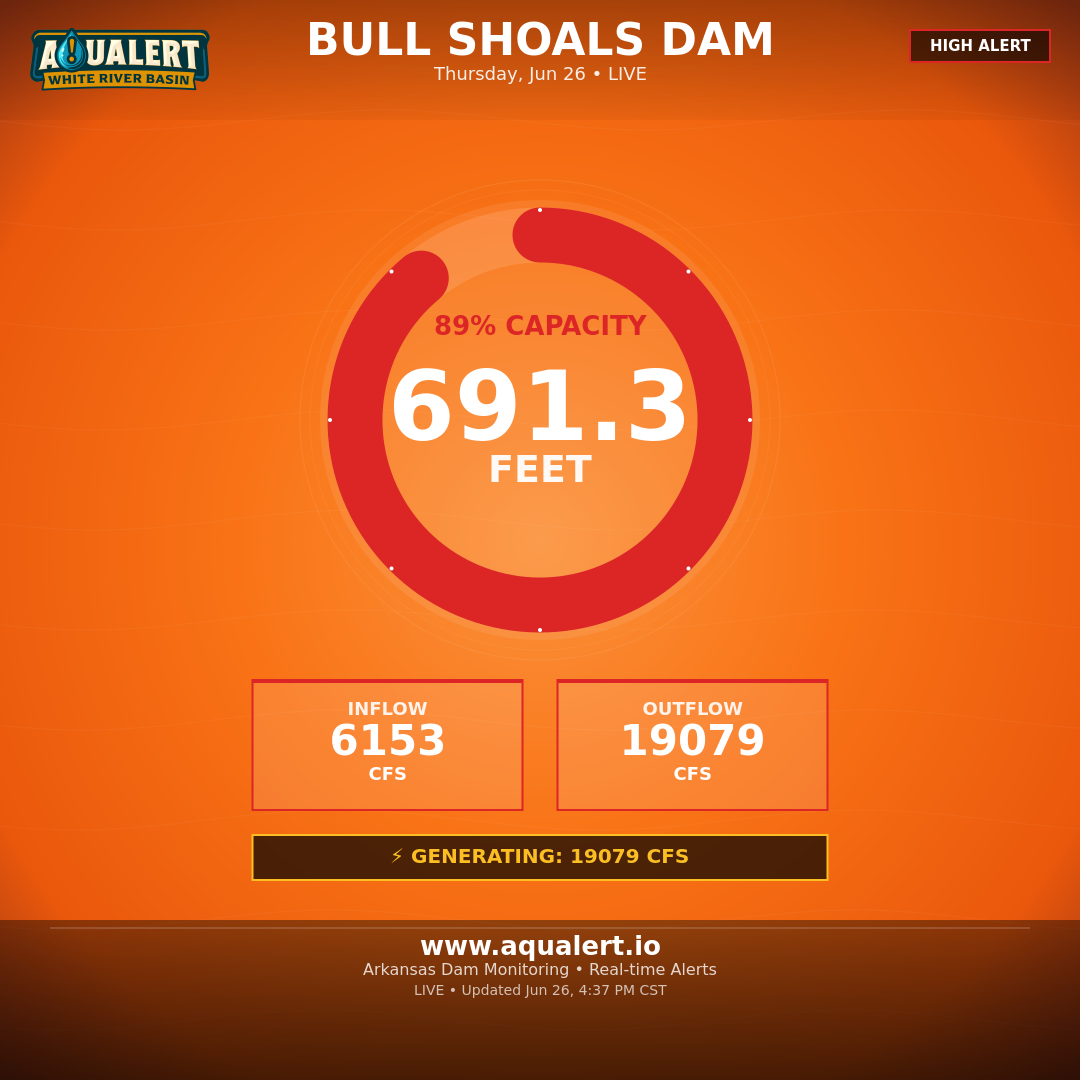 AQUALERT
WHITE RIVER BASIN
BULL SHOALS DAM
Thursday, Jun 26 • LIVE
HIGH ALERT
89% CAPACITY
691.3
FEET
INFLOW
6153
CFS
OUTFLOW
19079
CFS
⚡ GENERATING: 19079 CFS
www.aqualert.io
Arkansas Dam Monitoring • Real-time Alerts
LIVE • Updated Jun 26, 4:37 PM CST